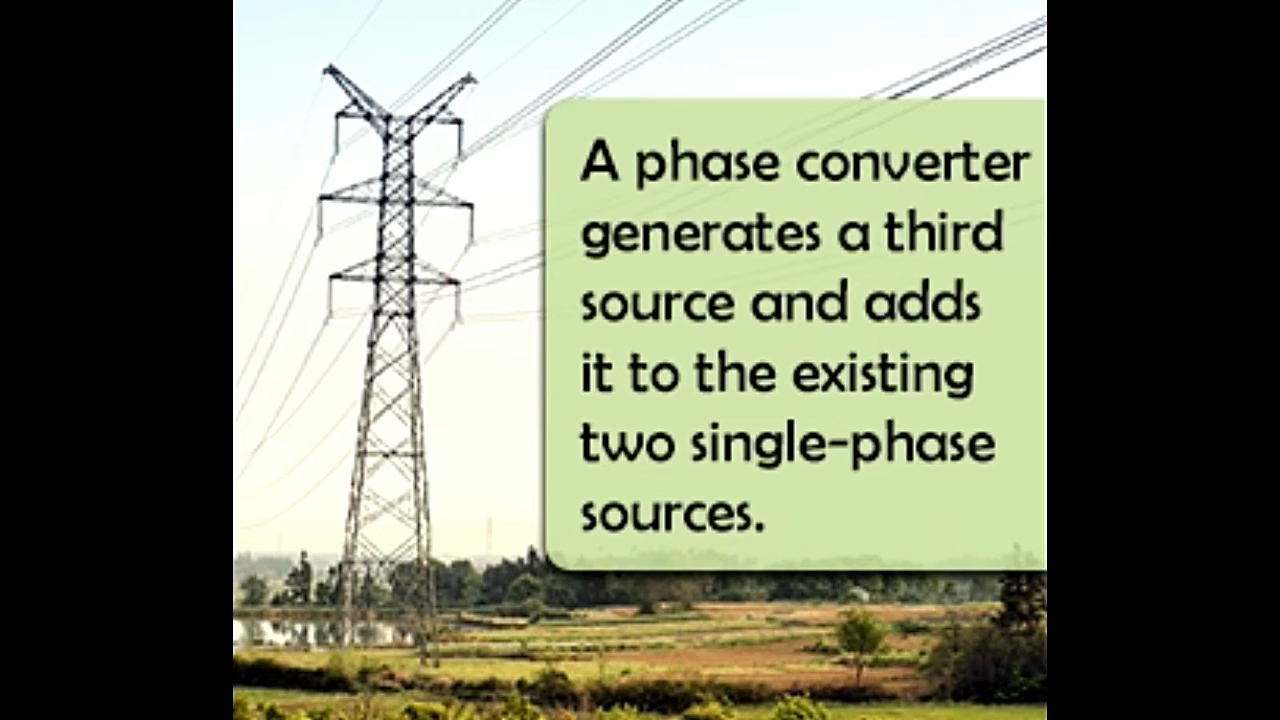 A phase converter
generates a third
source and adds
it to the existing
two single-phase
sources.